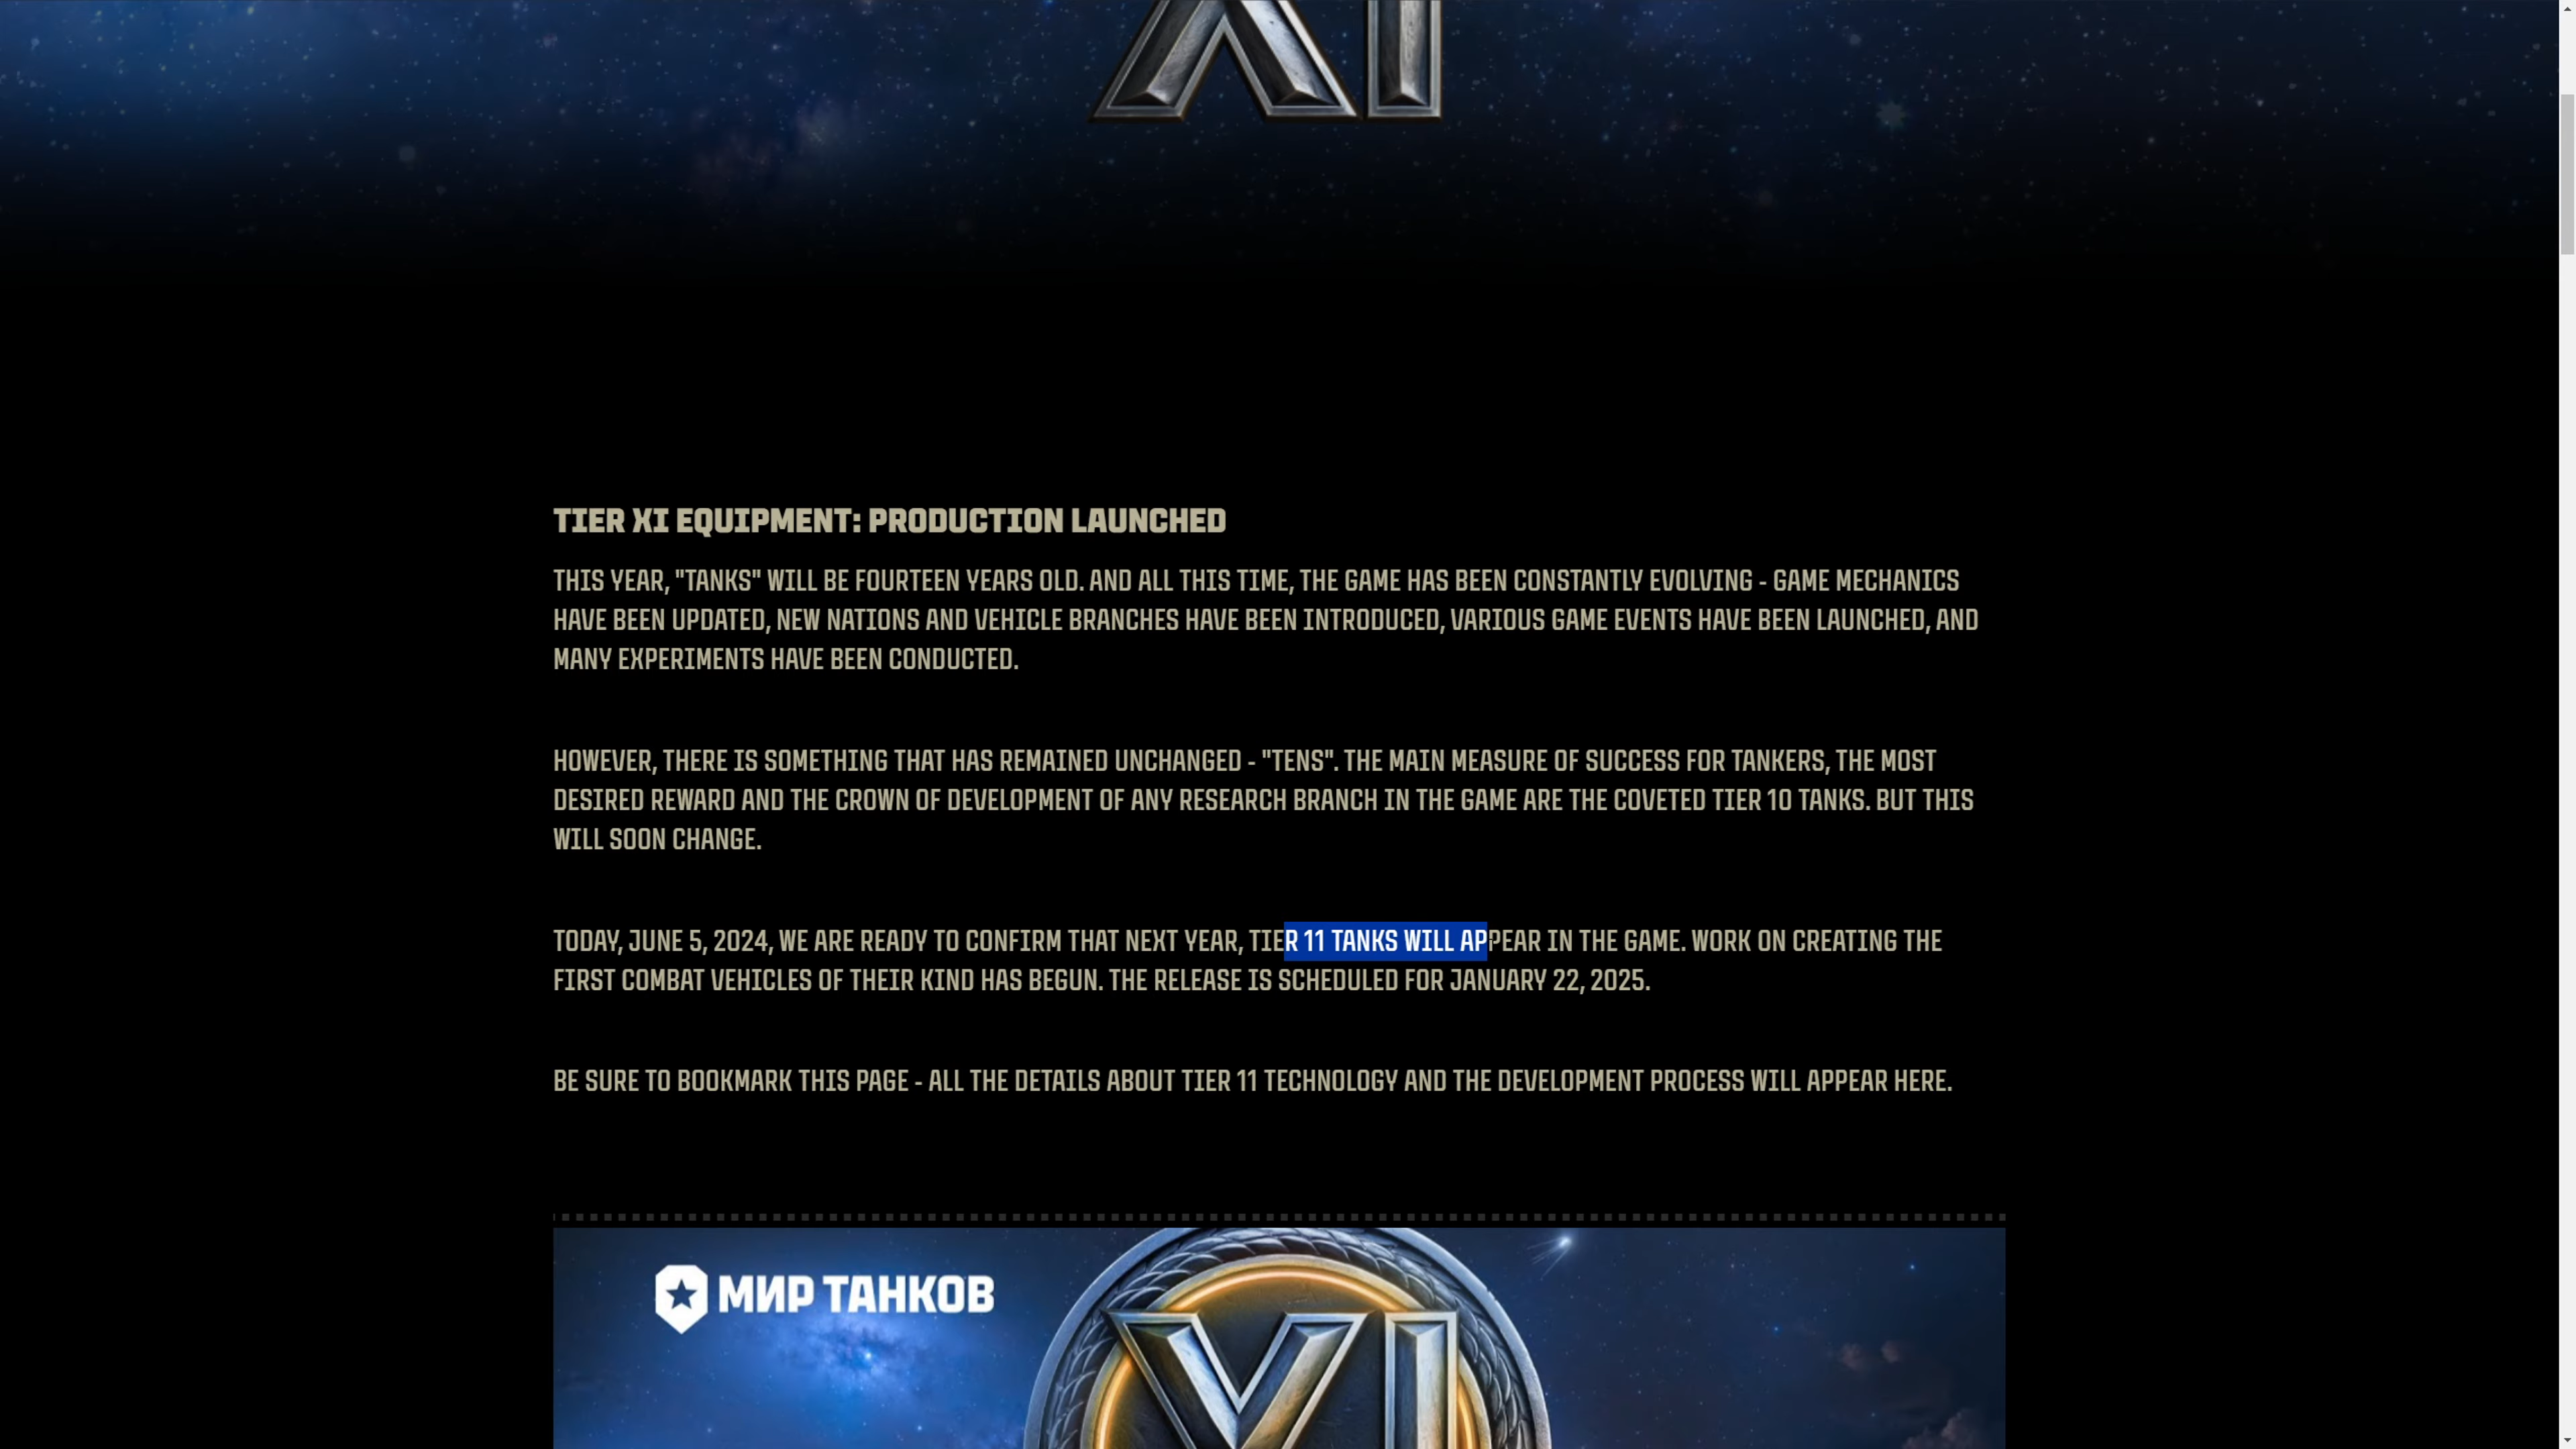 XI
TIER XI EQUIPMENT: PRODUCTION LAUNCHED
THIS YEAR, "TANKS" WILL BE FOURTEEN YEARS OLD. AND ALL THIS TIME, THE GAME HAS BEEN CONSTANTLY EVOLVING - GAME MECHANICS
HAVE BEEN UPDATED, NEW NATIONS AND VEHICLE BRANCHES HAVE BEEN INTRODUCED, VARIOUS GAME EVENTS HAVE BEEN LAUNCHED, AND
MANY EXPERIMENTS HAVE BEEN CONDUCTED.
HOWEVER, THERE IS SOMETHING THAT HAS REMAINED UNCHANGED - "TENS". THE MAIN MEASURE OF SUCCESS FOR TANKERS, THE MOST
DESIRED REWARD AND THE CROWN OF DEVELOPMENT OF ANY RESEARCH BRANCH IN THE GAME ARE THE COVETED TIER 10 TANKS. BUT THIS
WILL SOON CHANGE.
TODAY, JUNE 5, 2024, WE ARE READY TO CONFIRM THAT NEXT YEAR, TIER 11 TANKS WILL APPEAR IN THE GAME. WORK ON CREATING THE
FIRST COMBAT VEHICLES OF THEIR KIND HAS BEGUN. THE RELEASE IS SCHEDULED FOR JANUARY 22, 2025.
BE SURE TO BOOKMARK THIS PAGE - ALL THE DETAILS ABOUT TIER 11 TECHNOLOGY AND THE DEVELOPMENT PROCESS WILL APPEAR HERE.
МИР ТАНКОВ
XI